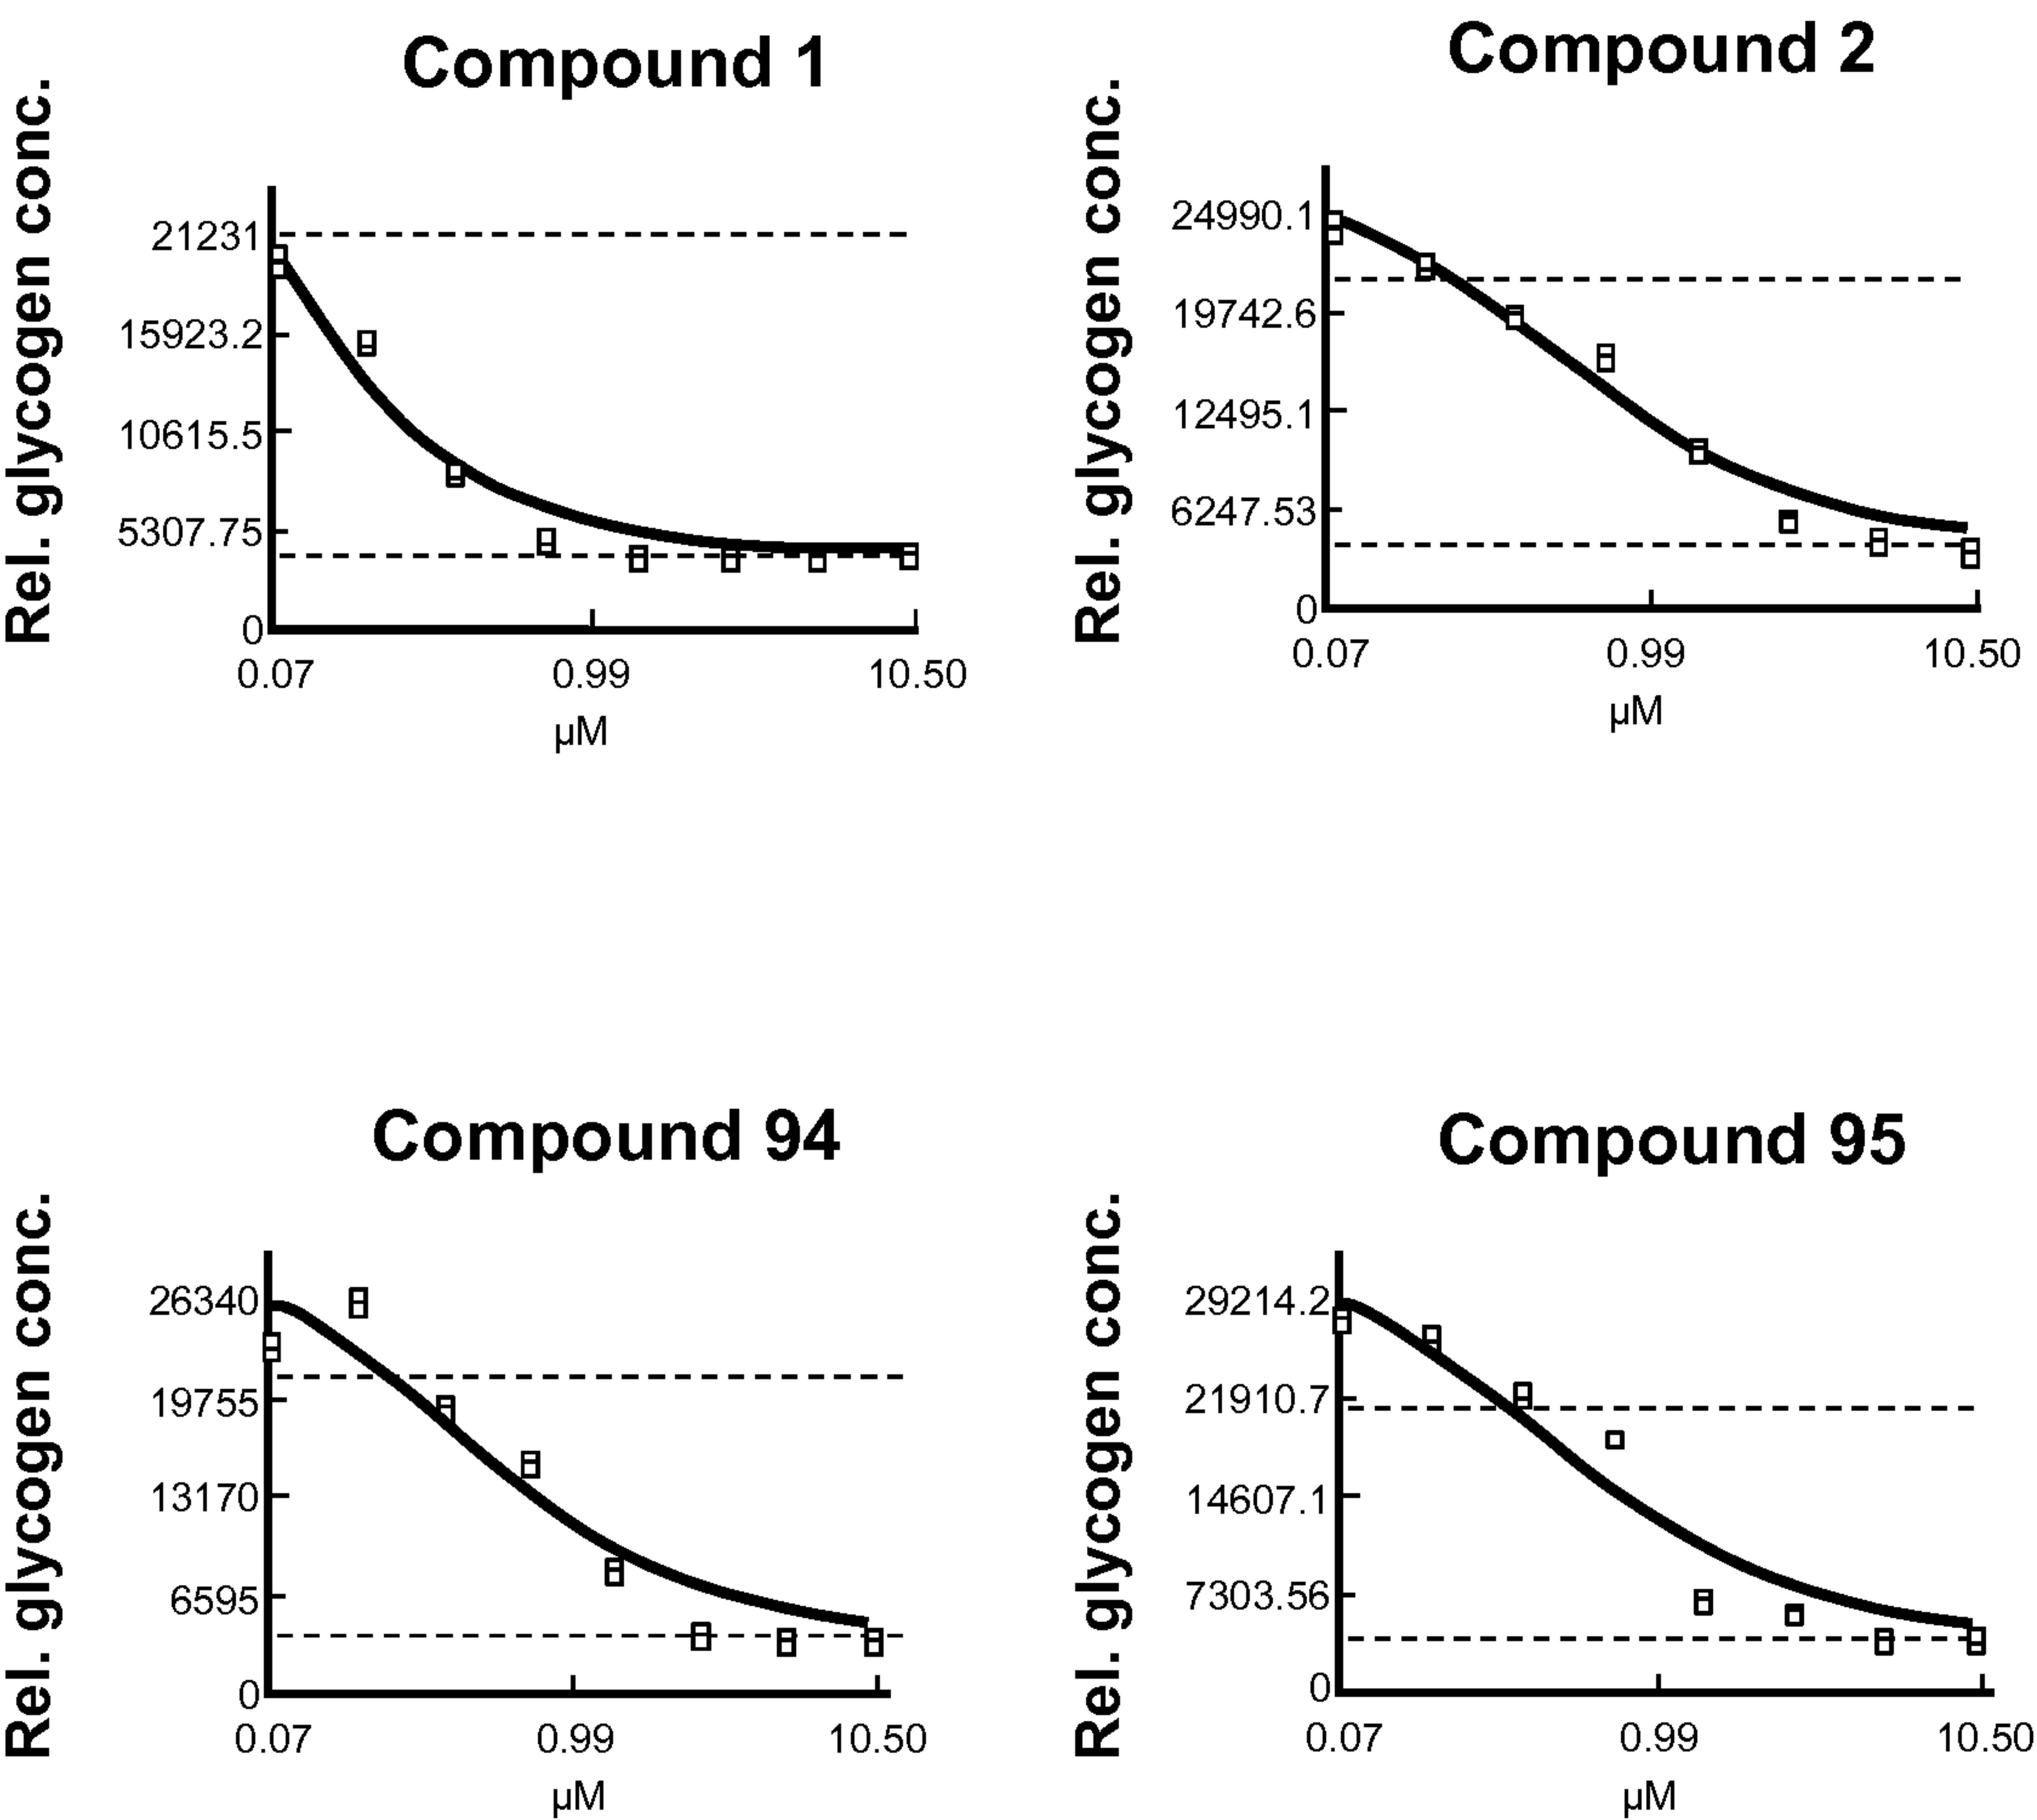 Compound 1
Rel. glycogen conc.
21231
15923.2
10615.5
5307.75
0
0.07 0.99 10.50
µM
Compound 2
Rel. glycogen conc.
24990.1
19742.6
12495.1
6247.53
0
0.07 0.99 10.50
µM
Compound 94
Rel. glycogen conc.
26340
19755
13170
6595
0
0.07 0.99 10.50
µM
Compound 95
Rel. glycogen conc.
29214.2
21910.7
14607.1
7303.56
0
0.07 0.99 10.50
µM